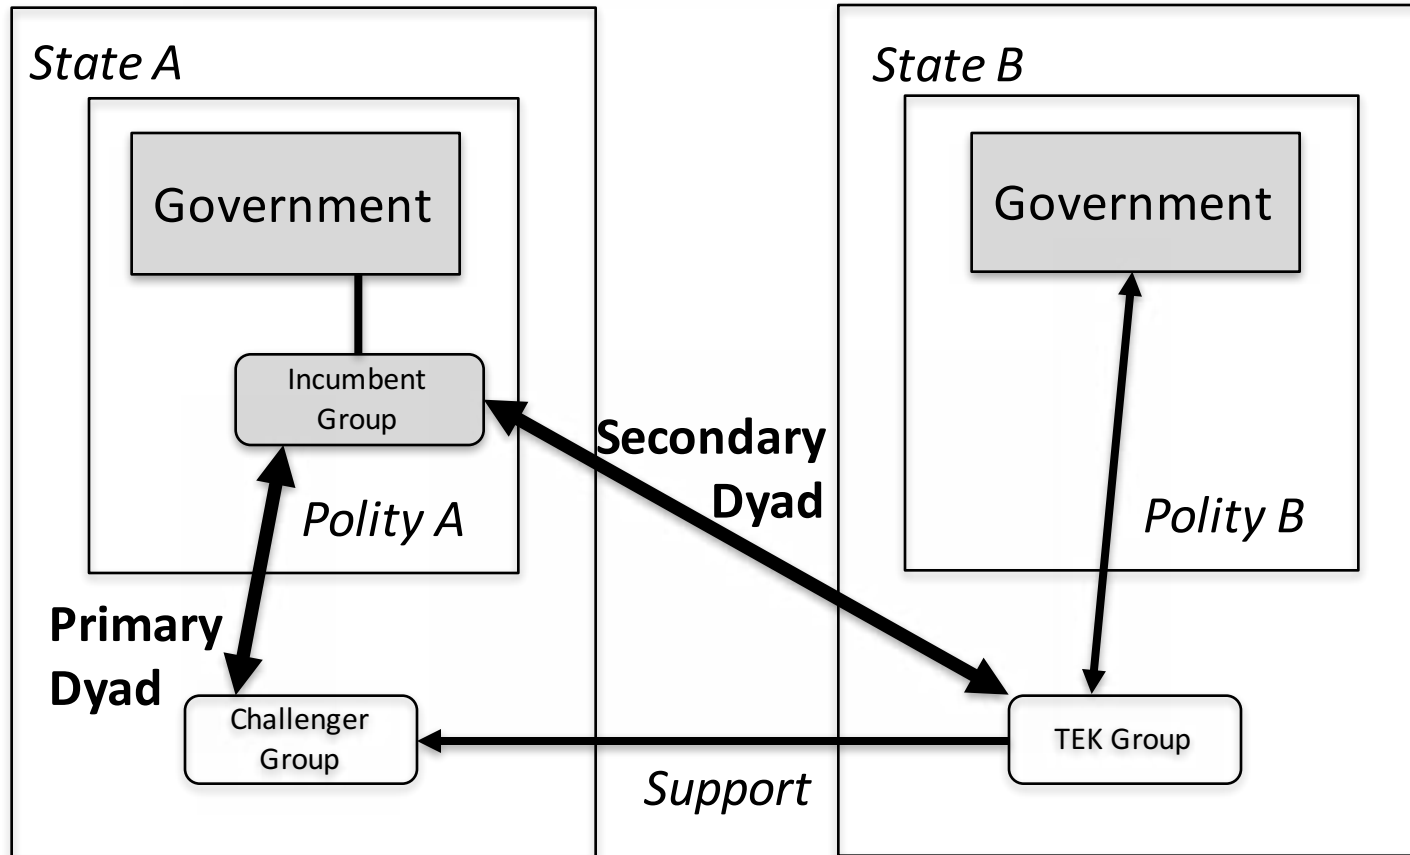 State A
Government
Incumbent
Group
Polity A
Primary
Dyad
Challenger
Group
Secondary
Dyad
Support
State B
Government
Polity B
TEK Group